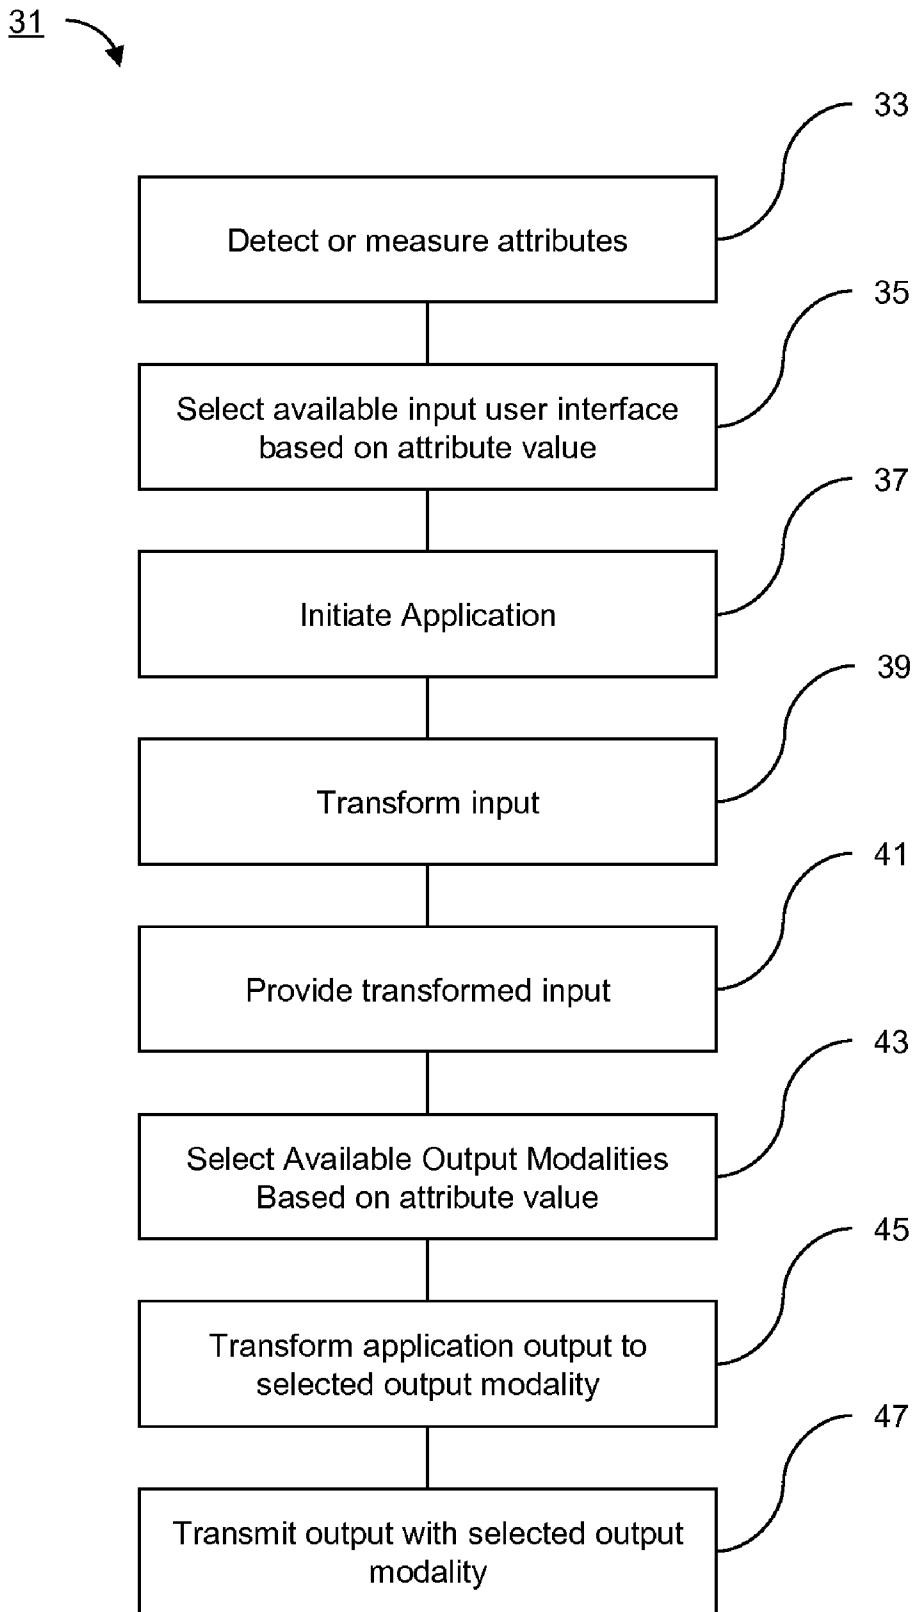 31
33
Detect or measure attributes
35
Select available input user interface
based on attribute value
37
Initiate Application
39
Transform input
41
Provide transformed input
43
Select Available Output Modalities
Based on attribute value
45
Transform application output to
selected output modality
47
Transmit output with selected output
modality